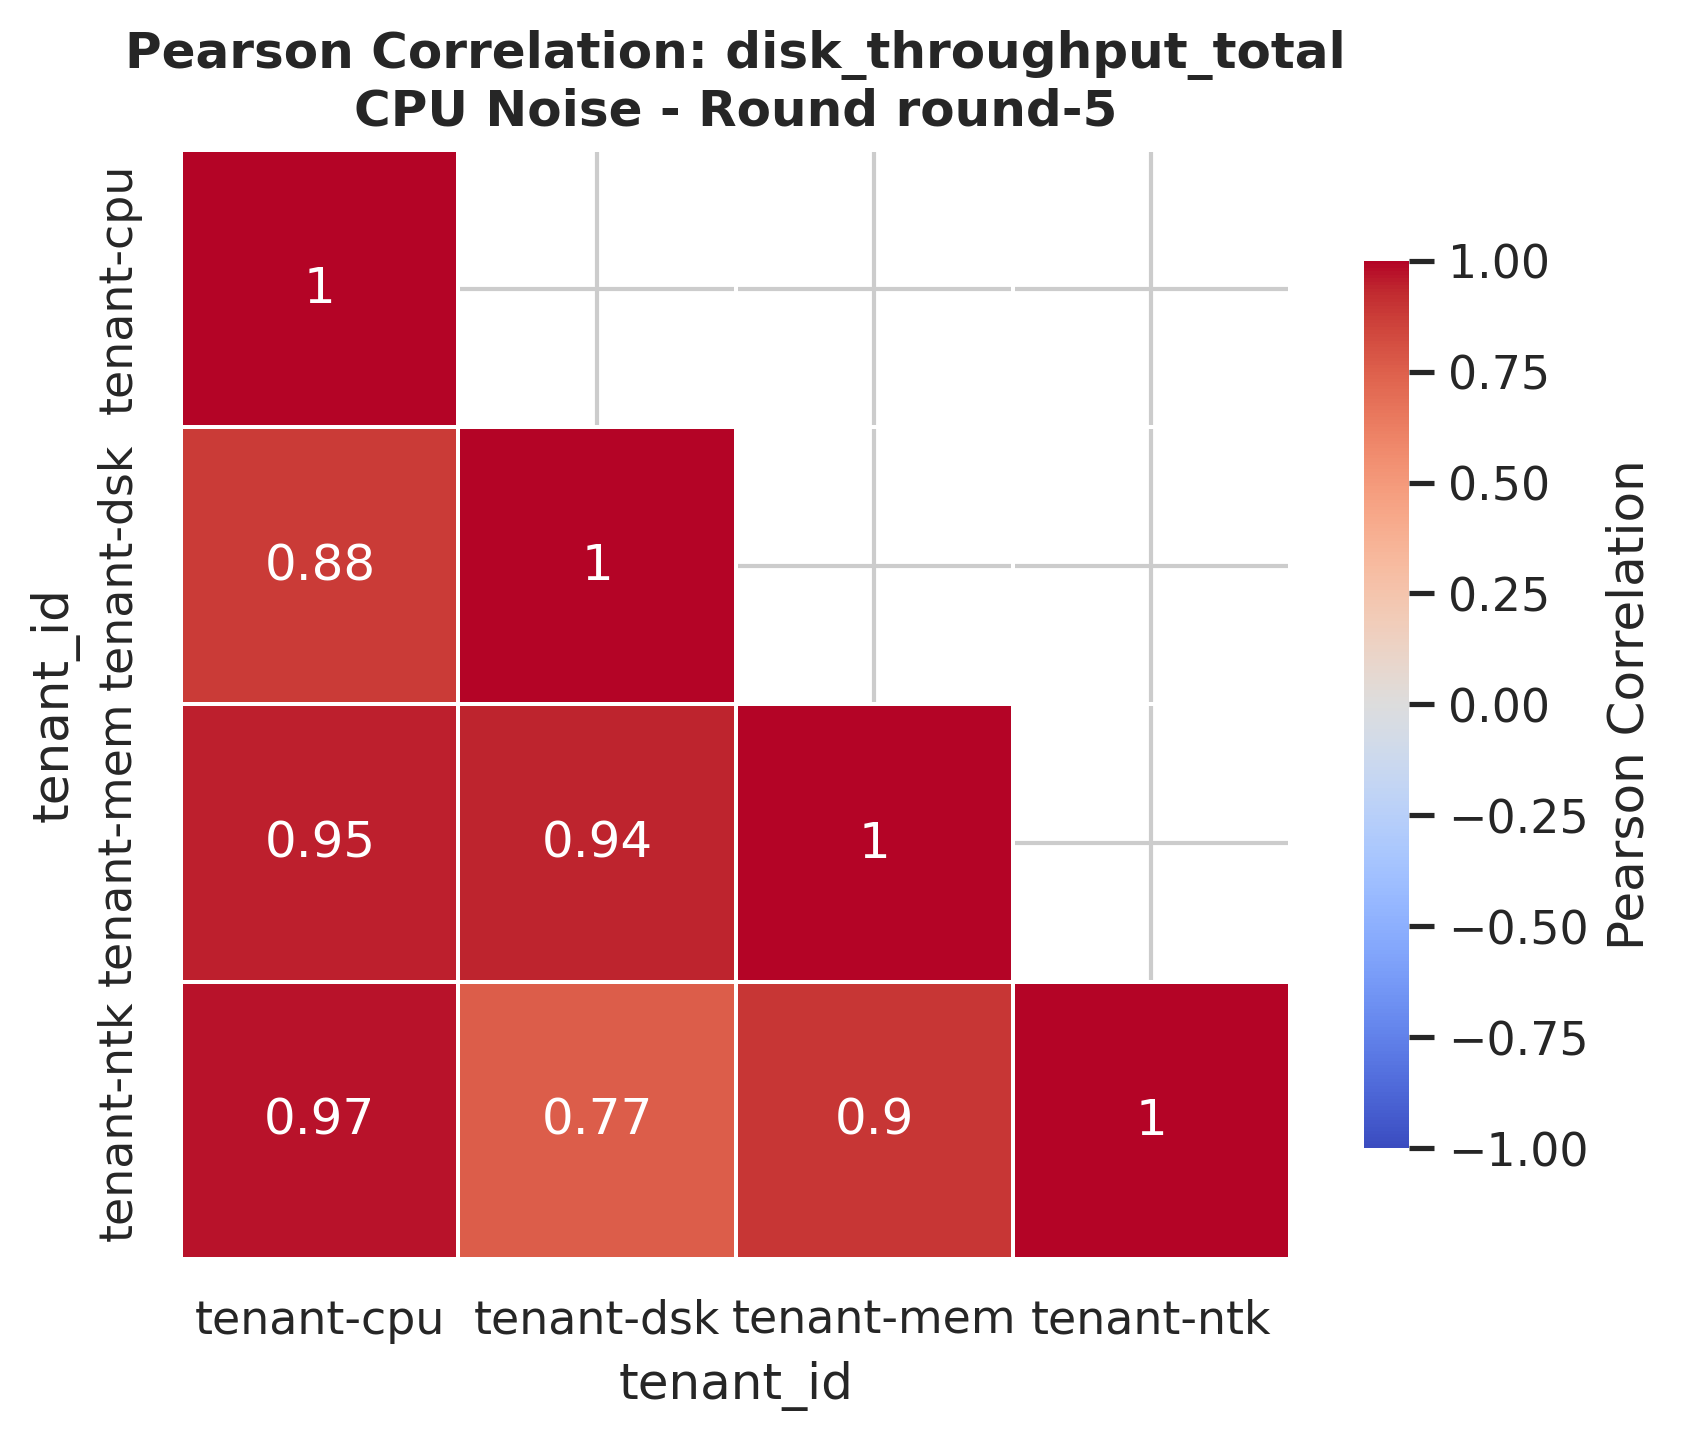 Pearson Correlation: disk_throughput_total
CPU Noise - Round round-5
tenant_id
tenant-cpu
tenant-dsk
tenant-mem
tenant-ntk
1
0.88
1
0.95
0.94
1
0.97
0.77
0.9
1
tenant-cpu
tenant-dsk
tenant-mem
tenant-ntk
tenant_id
1.00
0.75
0.50
0.25
0.00
−0.25
−0.50
−0.75
−1.00
Pearson Correlation